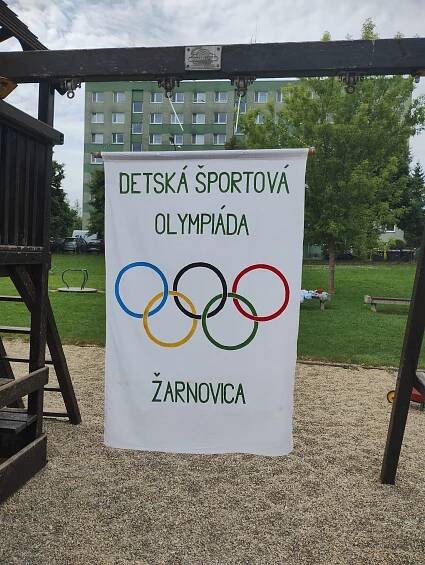 DETSKÁ ŠPORTOVÁ
OLYMPIÁDA
ŽARNOVICA